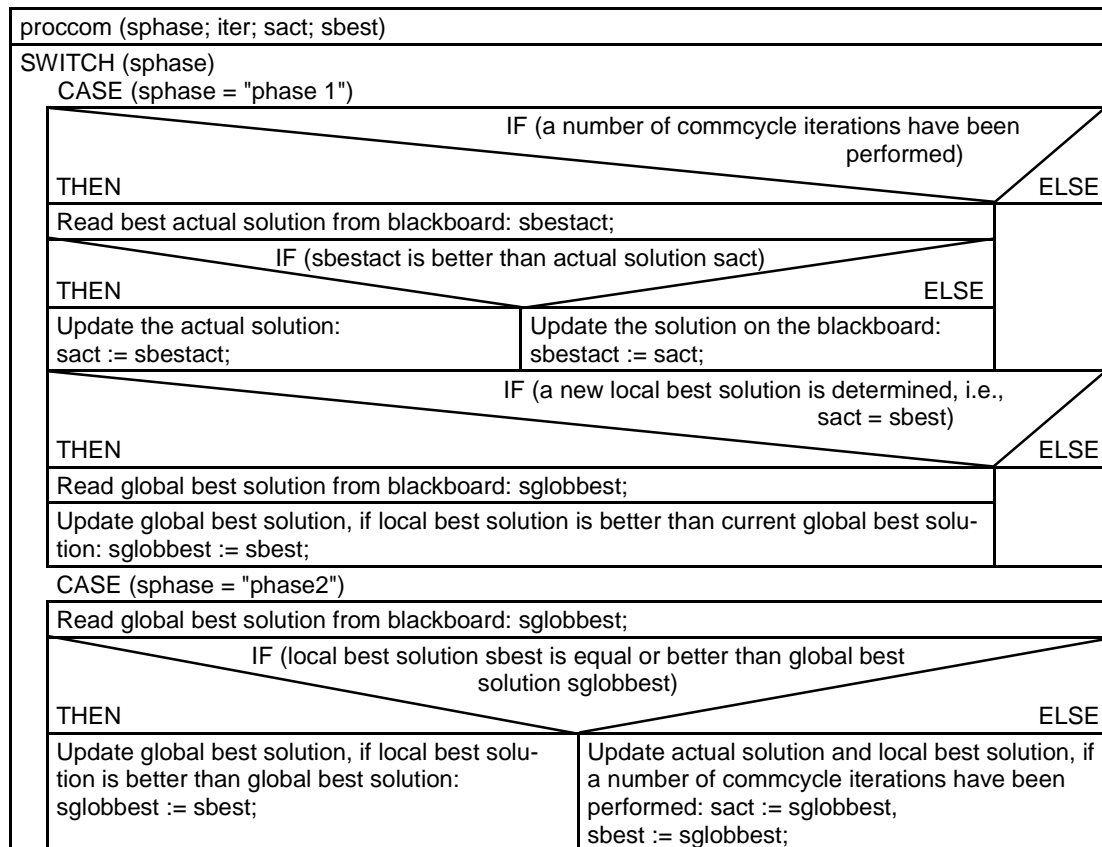 proccom (sphase; iter; sact; sbest)
SWITCH (sphase)
CASE (sphase = "phase 1")
IF (a number of commcycle iterations have been
performed)
THEN
ELSE
Read best actual solution from blackboard: sbestact;
IF (sbestact is better than actual solution sact)
THEN
ELSE
Update the actual solution:
sact := sbestact;
Update the solution on the blackboard:
sbestact := sact;
IF (a new local best solution is determined, i.e.,
sact = sbest)
THEN
ELSE
Read global best solution from blackboard: sglobbest;
Update global best solution, if local best solution is better than current global best solu-
tion: sglobbest := sbest;
CASE (sphase = "phase2")
Read global best solution from blackboard: sglobbest;
IF (local best solution sbest is equal or better than global best
solution sglobbest)
THEN
ELSE
Update global best solution, if local best solu-
tion is better than global best solution:
sglobbest := sbest;
Update actual solution and local best solution, if
a number of commcycle iterations have been
performed: sact := sglobbest,
sbest := sglobbest;